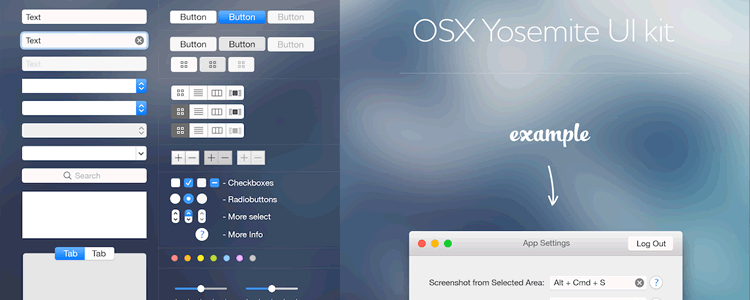 Text
Text
Text
Search
Tab Tab
Button Button Button
Button Button Button
- Checkboxes
- Radiobuttons
- More select
? - More Info
OSX Yosemite UI kit
example
App Settings
Log Out
Screenshot from Selected Area: Alt + Cmd + S ?